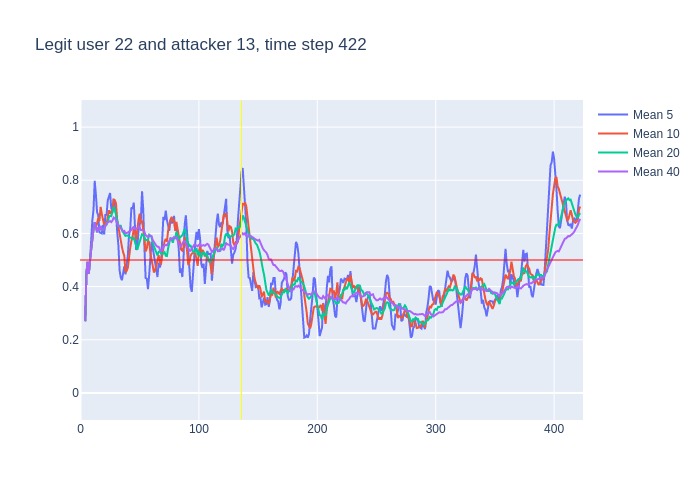 Legit user 22 and attacker 13, time step 422
Mean 5
Mean 10
Mean 20
Mean 40
1
0.8
0.6
0.4
0.2
0
0 100 200 300 400